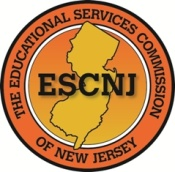 THE EDUCATIONAL SERVICES COMMISSION
ESCNJ
OF NEW JERSEY